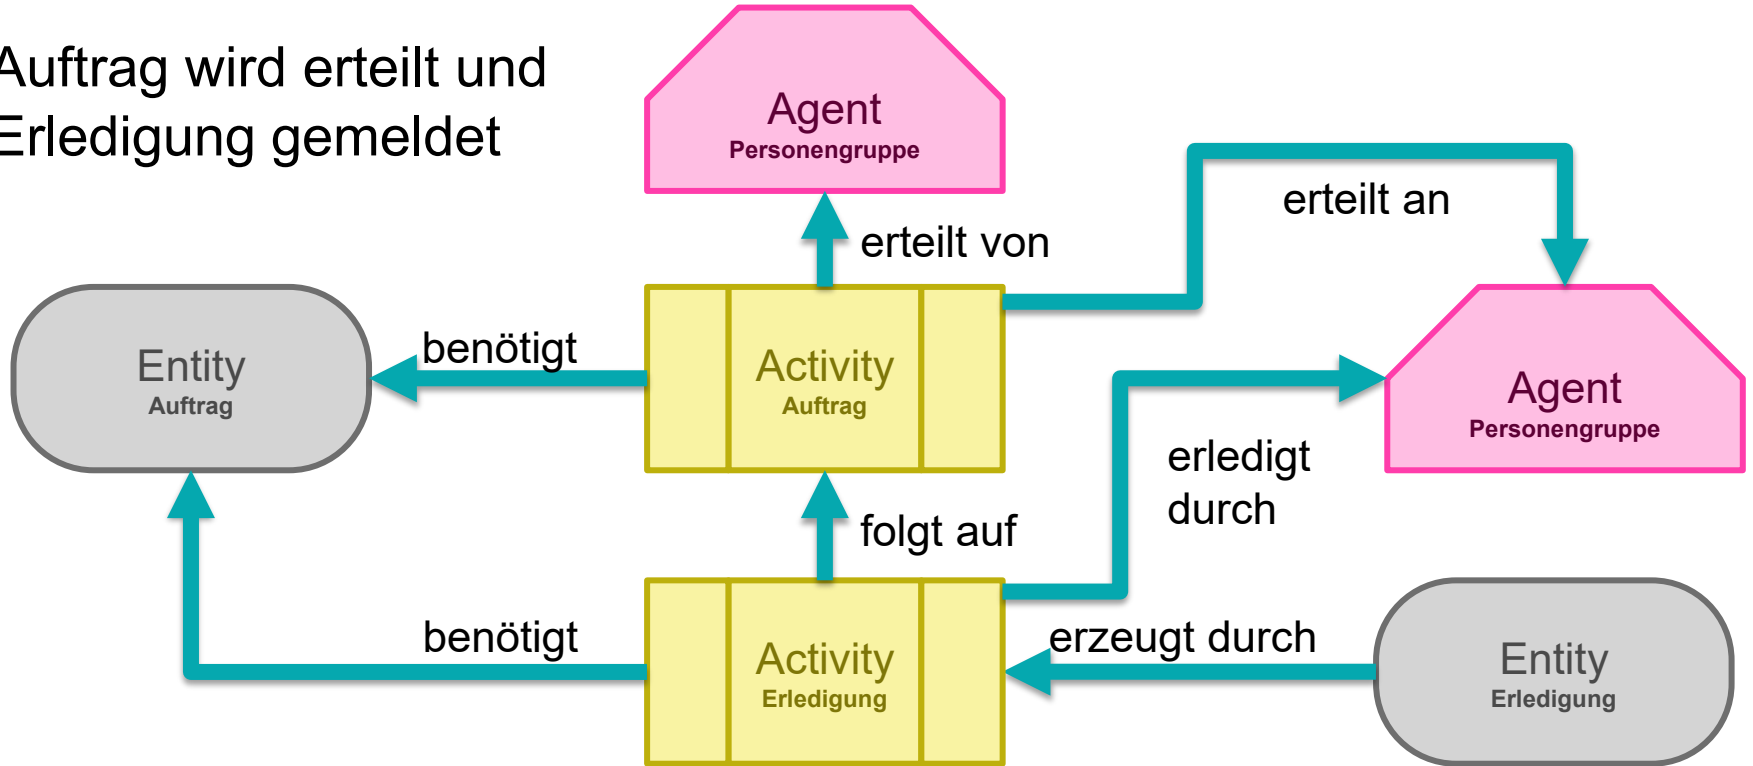 Auftrag wird erteilt und
Erledigung gemeldet
Agent
Personengruppe
erteilt von
erteilt an
benötigt
Entity
Auftrag
Activity
Auftrag
Agent
Personengruppe
erledigt
durch
folgt auf
benötigt
Activity
Erledigung
erzeugt durch
Entity
Erledigung